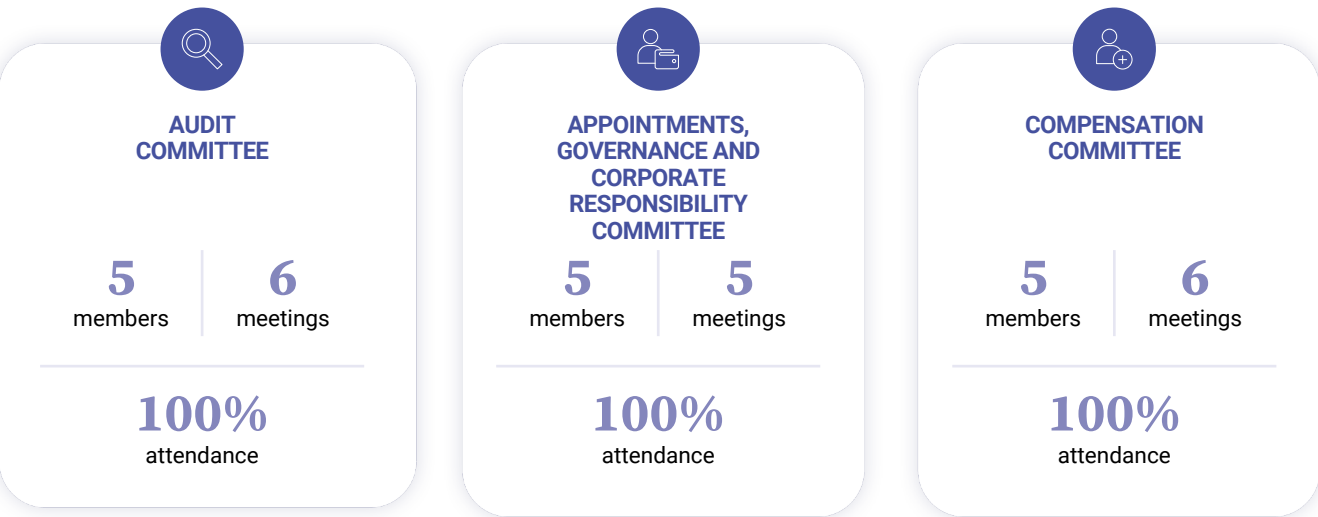 AUDIT
COMMITTEE
5
members
6
meetings
100%
attendance
APPOINTMENTS,
GOVERNANCE AND
CORPORATE
RESPONSIBILITY
COMMITTEE
5
members
5
meetings
100%
attendance
COMPENSATION
COMMITTEE
5
members
6
meetings
100%
attendance